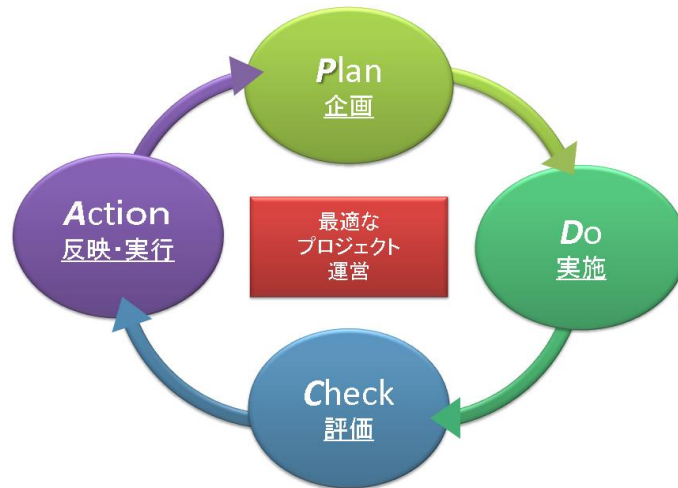 Plan
企画
Do
実施
Check
評価
Action
反映・実行
最適な
プロジェクト
運営